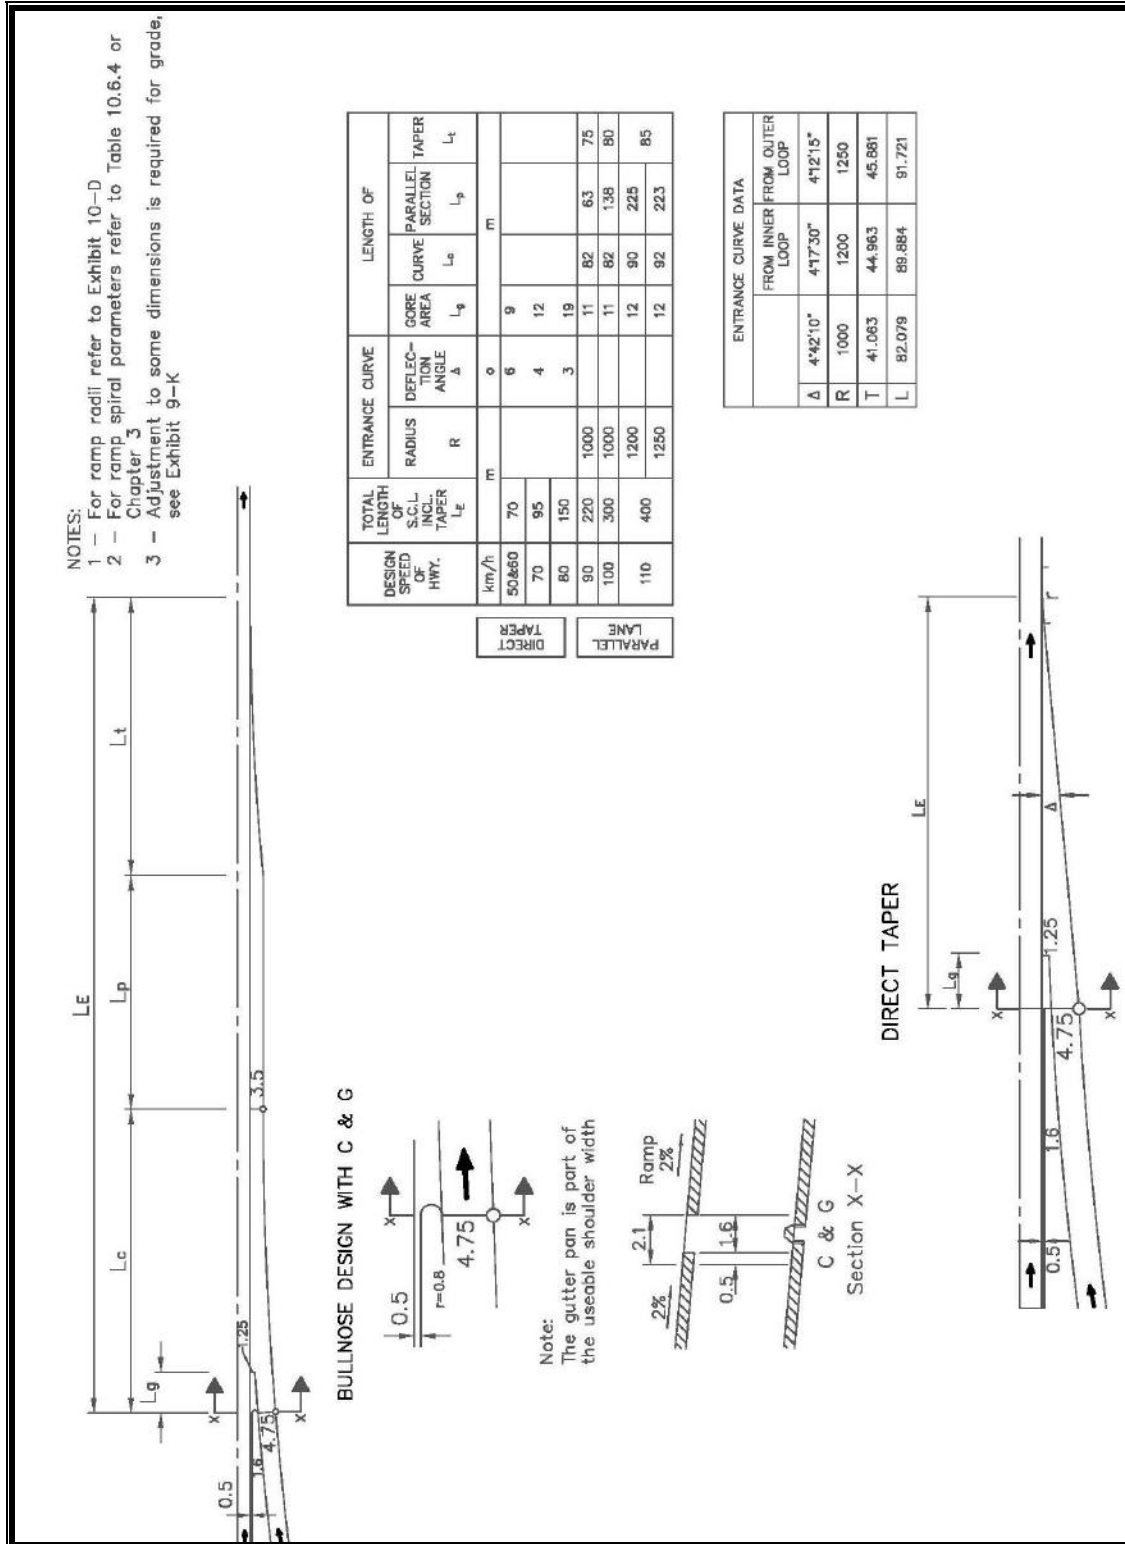 NOTES:
1 – For ramp radii refer to Exhibit 10–D
2 – For ramp spiral parameters refer to Table 10.6.4 or
Chapter 3
3 – Adjustment to some dimensions is required for grade,
see Exhibit 9–K
LE
Lc Lp Lt
Lg
x
x
0.5
1.6
4.75
1.25
3.5
BULLNOSE DESIGN WITH C & G
x
x
0.5
r=0.8
4.75
Note:
The gutter pan is part of
the useable shoulder width
2%
Ramp
2%
2.1
0.5 1.6
C & G
Section X–X
DESIGN SPEED OF HWY. TOTAL LENGTH OF S.C.L. INCL. TAPER LE ENTRANCE CURVE LENGTH OF
RADIUS R DEFLEC–TION ANGLE Δ GORE AREA Lg CURVE Lc PARALLEL SECTION Lp TAPER Lt
km/h m o m
DIRECT TAPER
50&60 70 6 9
70 95 4 12
80 150 3 19
PARALLEL LANE
90 220 1000 11 82 63 75
100 300 1000 11 82 138 80
110 400 1200 12 90 225 85
1250 12 92 223
ENTRANCE CURVE DATA
FROM INNER LOOP FROM OUTER LOOP
Δ 4°42'10" 4°17'30" 4°12'15"
R 1000 1200 1250
T 41.063 44.963 45.881
L 82.079 89.884 91.721
DIRECT TAPER
LE
Lg
x
x
0.5
1.6
4.75
1.25
Δ
r